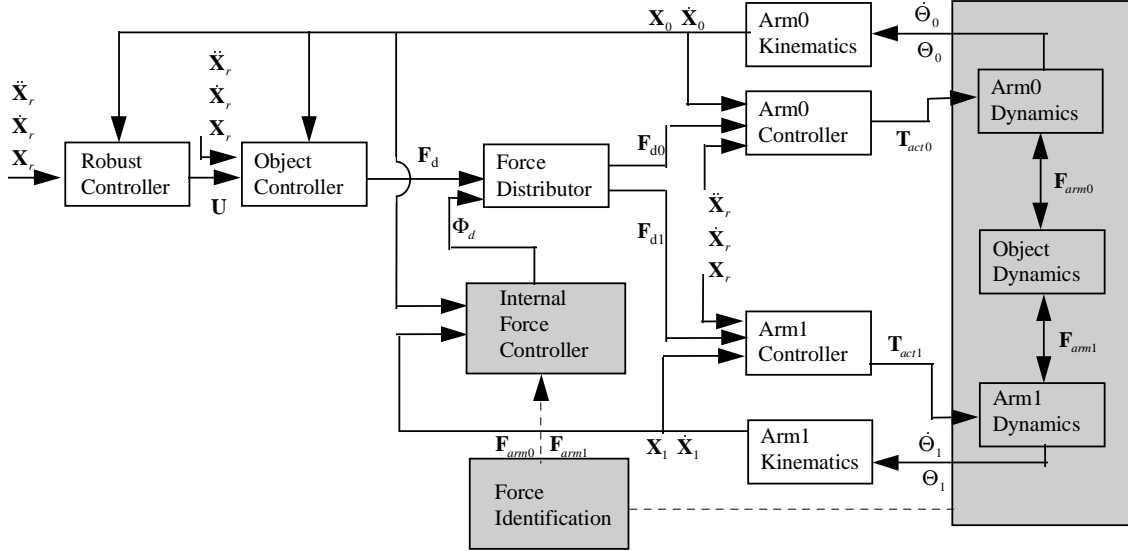 X₀ Ẋ₀
Arm0
Kinematics
Θ̇₀
Θ₀
Ẍᵣ
Ẋᵣ
Xᵣ
Ẍᵣ
Ẋᵣ
Xᵣ
Robust
Controller
U
Object
Controller
F_d
Force
Distributor
F_d0
F_d1
Φ_d
Arm0
Controller
T_act0
Arm0
Dynamics
F_arm0
Ẍᵣ
Ẋᵣ
Xᵣ
Object
Dynamics
Internal
Force
Controller
Arm1
Controller
T_act1
F_arm1
Arm1
Dynamics
F_arm0 F_arm1
X₁ Ẋ₁
Arm1
Kinematics
Θ̇₁
Θ₁
Force
Identification